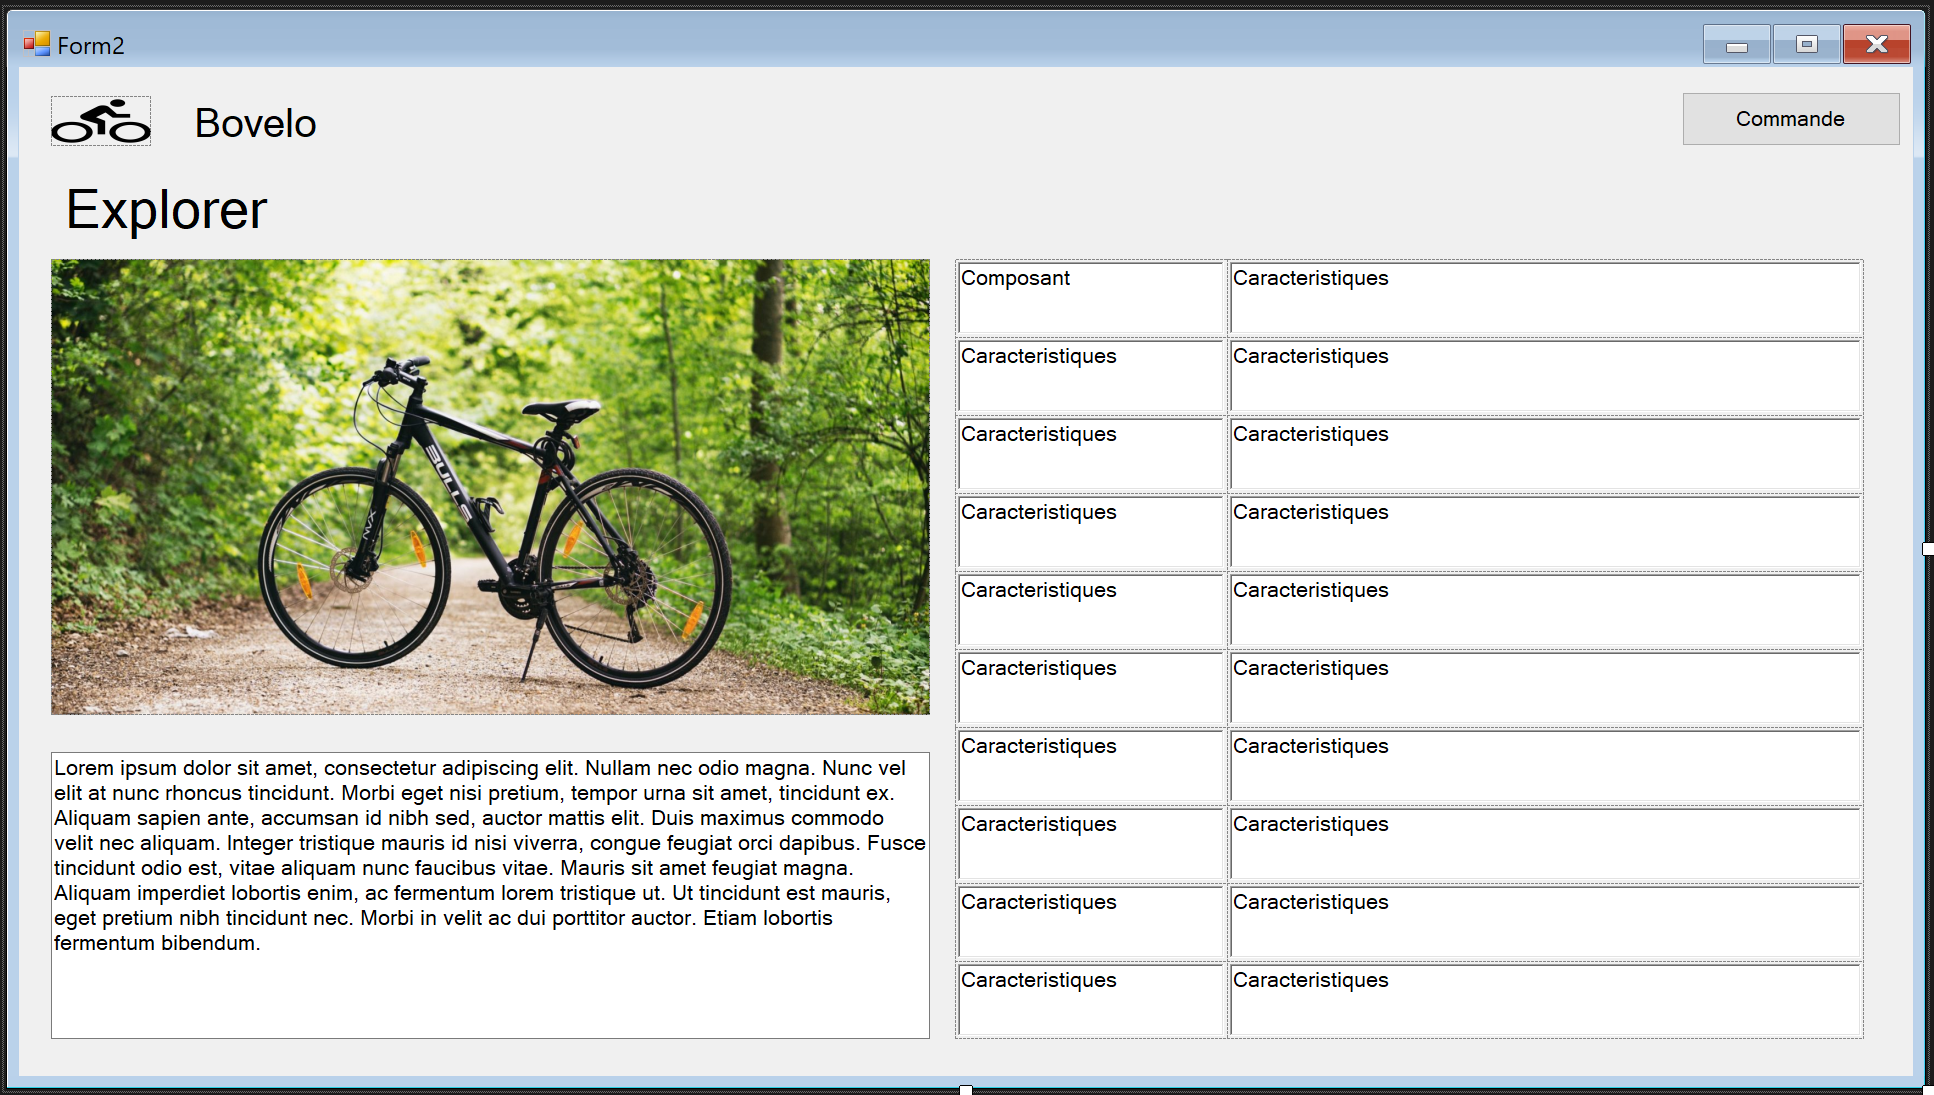 Form2
Bovelo
Commande
Explorer
BULLS
Lorem ipsum dolor sit amet, consectetur adipiscing elit. Nullam nec odio magna. Nunc vel
elit at nunc rhoncus tincidunt. Morbi eget nisi pretium, tempor urna sit amet, tincidunt ex.
Aliquam sapien ante, accumsan id nibh sed, auctor mattis elit. Duis maximus commodo
velit nec aliquam. Integer tristique mauris id nisi viverra, congue feugiat orci dapibus. Fusce
tincidunt odio est, vitae aliquam nunc faucibus vitae. Mauris sit amet feugiat magna.
Aliquam imperdiet lobortis enim, ac fermentum lorem tristique ut. Ut tincidunt est mauris,
eget pretium nibh tincidunt nec. Morbi in velit ac dui porttitor auctor. Etiam lobortis
fermentum bibendum.
Composant Caracteristiques
Caracteristiques Caracteristiques
Caracteristiques Caracteristiques
Caracteristiques Caracteristiques
Caracteristiques Caracteristiques
Caracteristiques Caracteristiques
Caracteristiques Caracteristiques
Caracteristiques Caracteristiques
Caracteristiques Caracteristiques
Caracteristiques Caracteristiques